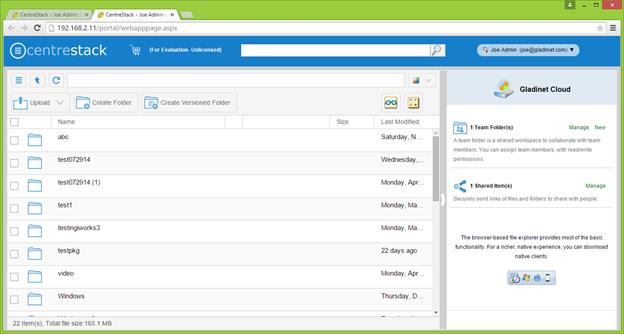 CentreStack - Joe Admin (
CentreStack - Joe Admin (
192.168.2.11/portal/webapppage.aspx
centrestack
(For Evaluation- Unlicensed)
Joe Admin (joe@gladinet.com)
Upload
Create Folder
Create Versioned Folder
Name
Size
Last Modified
abc
Saturday, N...
test072914
Wednesday,...
test072914 (1)
Monday, Apr...
test1
Monday, Ma...
testingiworks3
Monday, Ma...
testpkg
22 days ago
video
Monday, Apr...
Windows
Thursday, D...
22 Item(s), Total file size:165.1 MB
Gladinet Cloud
1 Team Folder(s)
Manage New
A team folder is a shared workspace to collaborate with team
members. You can assign team members, with read/write
permissions.
1 Shared Item(s)
Manage
Securely send links of files and folders to share with people.
The browser-based file explorer provides most of the basic
functionality. For a richer, native experience, you can download
native clients.